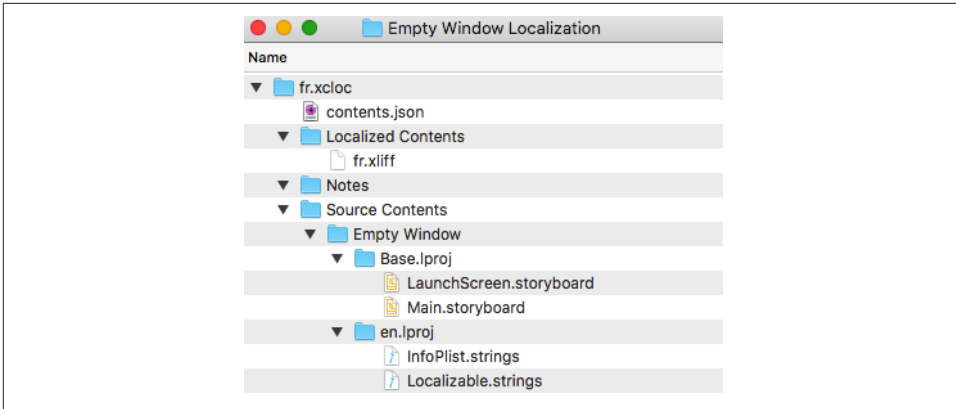 Empty Window Localization
Name
fr.xcloc
contents.json
Localized Contents
fr.xliff
Notes
Source Contents
Empty Window
Base.lproj
LaunchScreen.storyboard
Main.storyboard
en.lproj
InfoPlist.strings
Localizable.strings